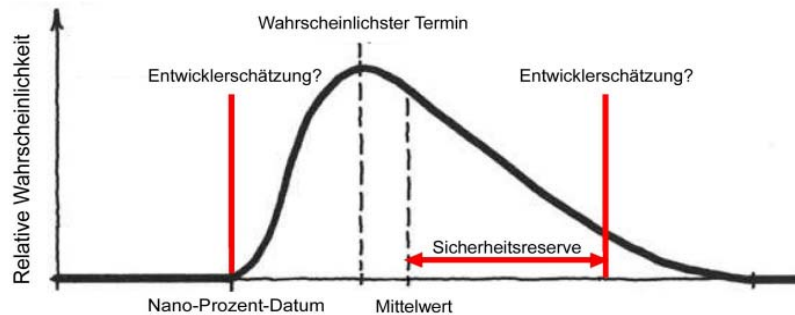 Wahrscheinlichster Termin
Entwicklerschätzung?
Entwicklerschätzung?
Relative Wahrscheinlichkeit
Sicherheitsreserve
Nano-Prozent-Datum
Mittelwert